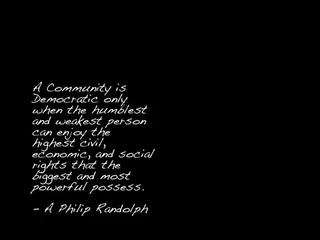 A Community is
Democratic only
when the humblest
and weakest person
can enjoy the
highest civil,
economic, and social
rights that the
biggest and most
powerful possess.
- A Philip Randolph